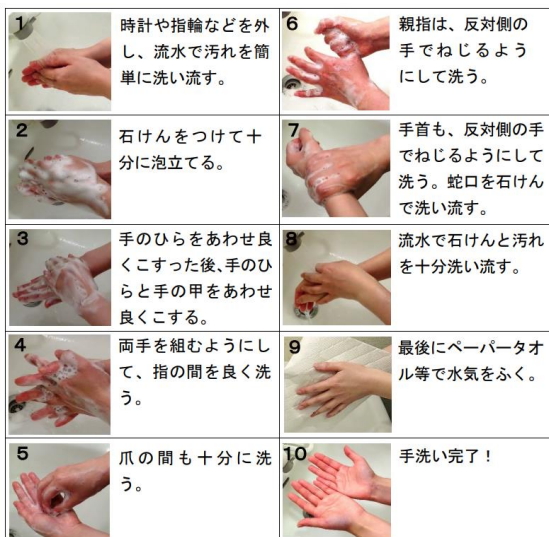 1
時計や指輪などを外
し、流水で汚れを簡
単に洗い流す。
2
石けんをつけて十
分に泡立てる。
3
手のひらをあわせ良
くこすった後、手のひ
らと手の甲をあわせ
良くこする。
4
両手を組むようにし
て、指の間を良く洗
う。
5
爪の間も十分に洗
う。
6
親指は、反対側の
手でねじるよう
にして洗う。
7
手首も、反対側の手
でねじるようにして
洗う。蛇口を石けん
で洗い流す。
8
流水で石けんと汚れ
を十分洗い流す。
9
最後にペーパータオ
ル等で水気をふく。
10
手洗い完了！